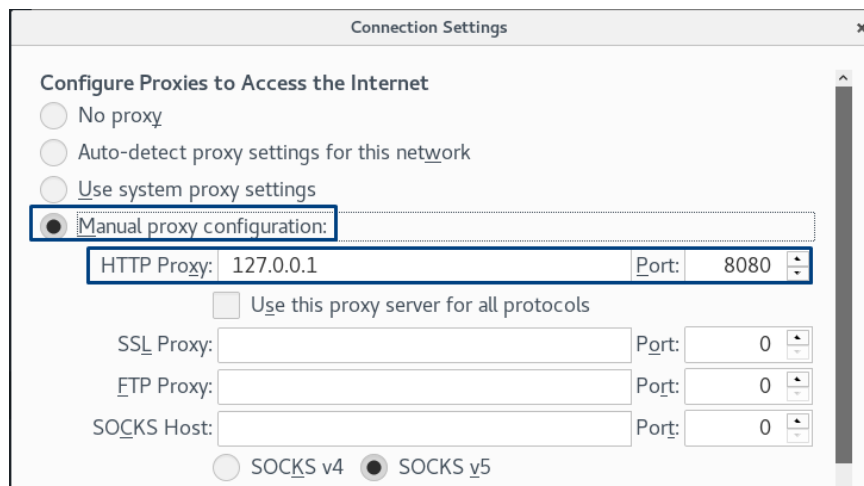 Connection Settings
×
Configure Proxies to Access the Internet
No proxy
Auto-detect proxy settings for this network
Use system proxy settings
Manual proxy configuration:
HTTP Proxy: 127.0.0.1 Port: 8080
Use this proxy server for all protocols
SSL Proxy: Port: 0
FTP Proxy: Port: 0
SOCKS Host: Port: 0
SOCKS v4 SOCKS v5